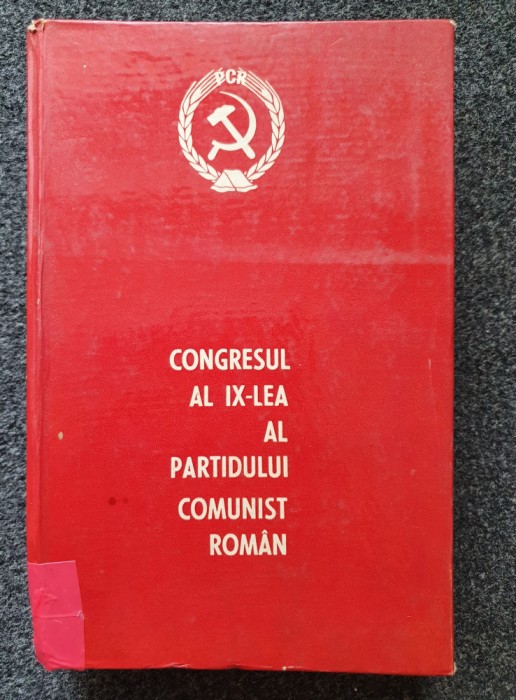 PCR
CONGRESUL
AL IX-LEA
AL
PARTIDULUI
COMUNIST
ROMÂN